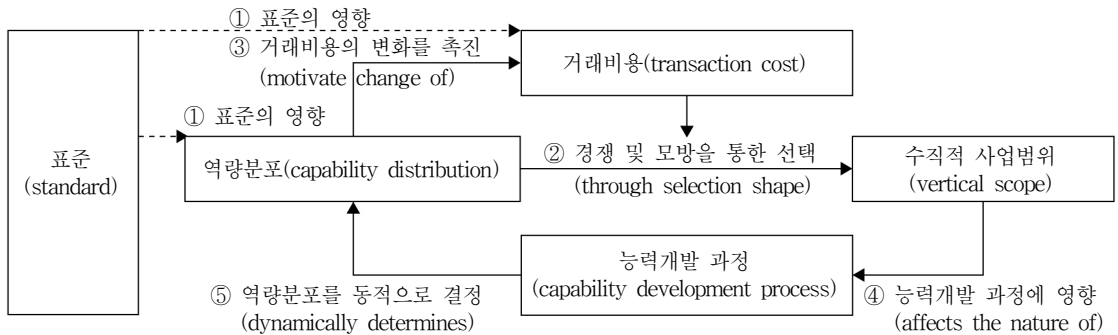 ① 표준의 영향
③ 거래비용의 변화를 촉진
(motivate change of)
거래비용(transaction cost)
① 표준의 영향
표준
(standard)
역량분포(capability distribution)
② 경쟁 및 모방을 통한 선택
(through selection shape)
수직적 사업범위
(vertical scope)
능력개발 과정
(capability development process)
⑤ 역량분포를 동적으로 결정
(dynamically determines)
④ 능력개발 과정에 영향
(affects the nature of)